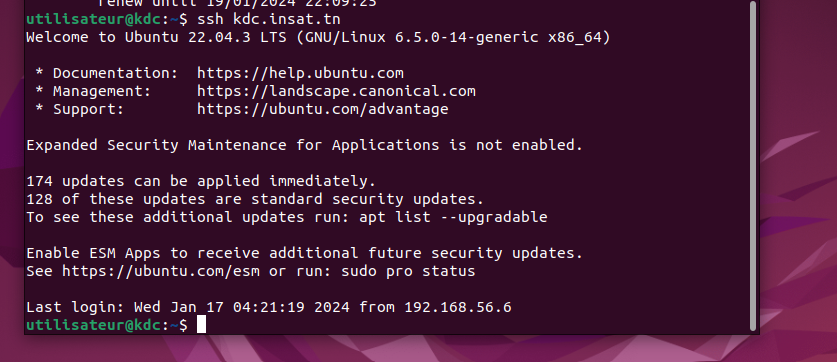 renew until 19/01/2024 22:09:23
utilisateur@kdc:~$ ssh kdc.insat.tn
Welcome to Ubuntu 22.04.3 LTS (GNU/Linux 6.5.0-14-generic x86_64)

 * Documentation:  https://help.ubuntu.com
 * Management:     https://landscape.canonical.com
 * Support:        https://ubuntu.com/advantage

Expanded Security Maintenance for Applications is not enabled.

174 updates can be applied immediately.
128 of these updates are standard security updates.
To see these additional updates run: apt list --upgradable

Enable ESM Apps to receive additional future security updates.
See https://ubuntu.com/esm or run: sudo pro status

Last login: Wed Jan 17 04:21:19 2024 from 192.168.56.6
utilisateur@kdc:~$